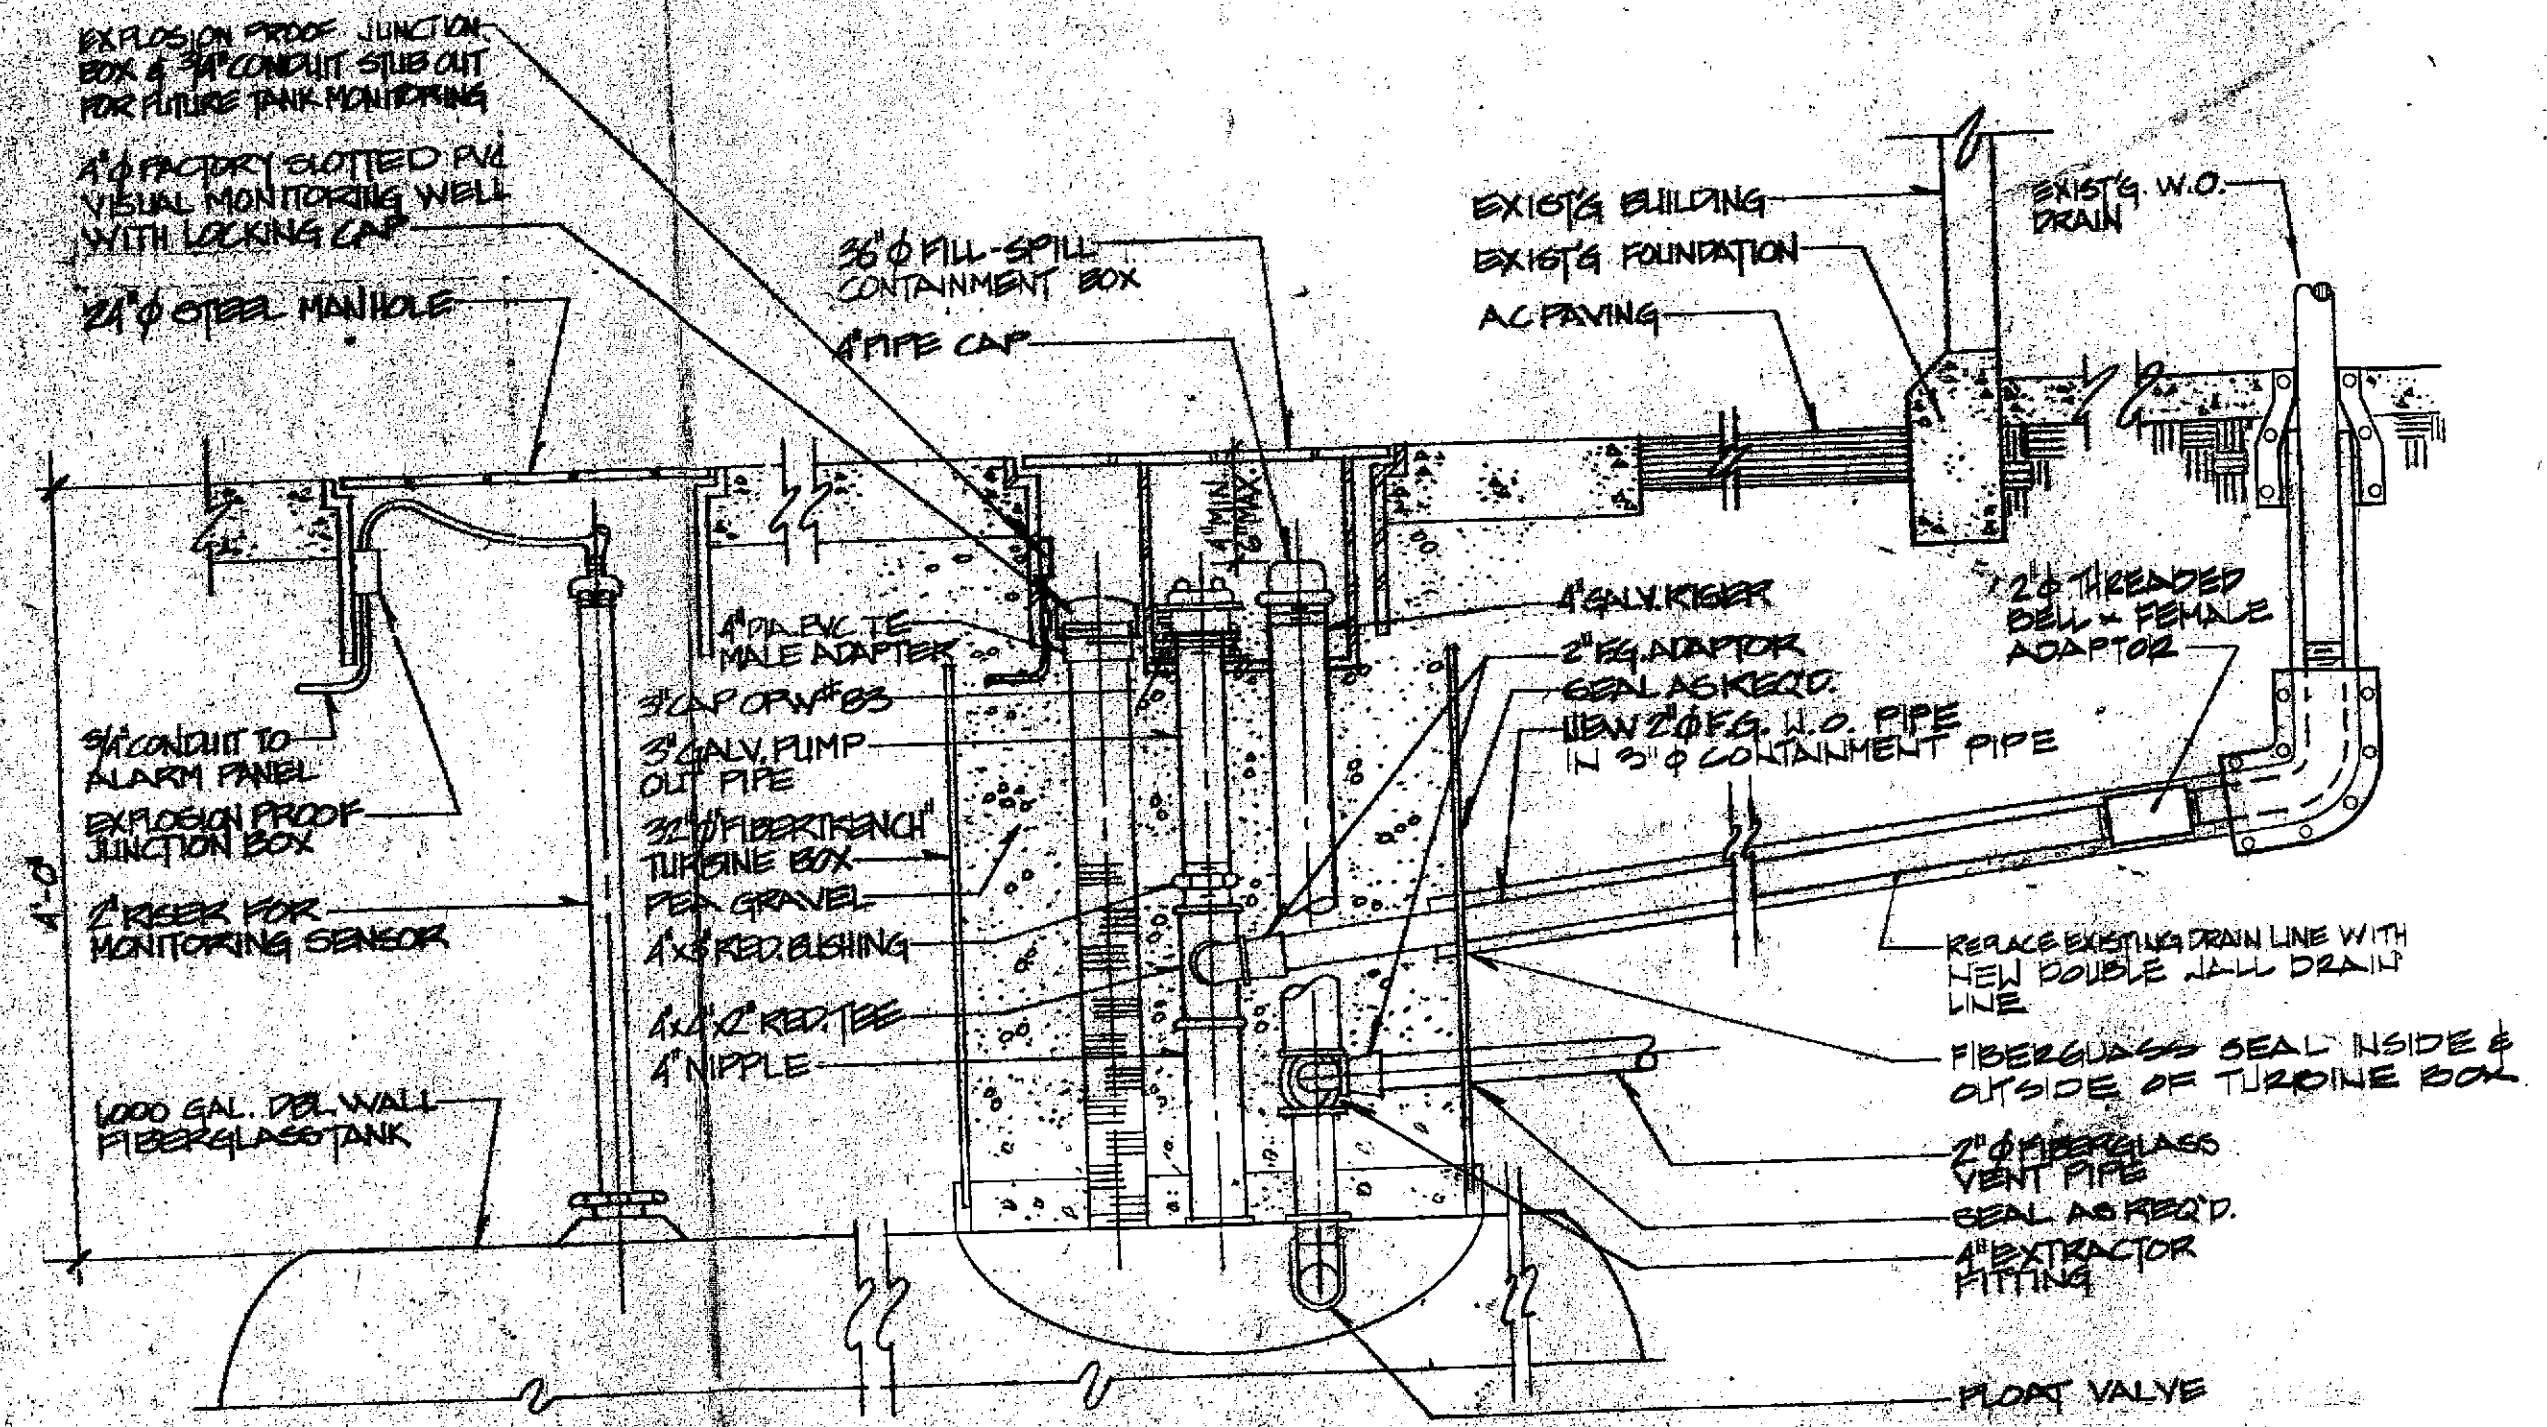 EXPLOSION PROOF JUNCTION
BOX & 3/4" CONDUIT STUB OUT
FOR FUTURE TANK MONITORING
4"φ FACTORY SLOTTED PVC
VISUAL MONITORING WELL
WITH LOCKING CAP
24"φ STEEL MANHOLE
36"φ FILL-SPILL
CONTAINMENT BOX
4" PIPE CAP
EXIST'G BUILDING
EXIST'G FOUNDATION
A.C PAVING
EXIST'G. W.O.
DRAIN
4" MIN.
6" MAX.
4" DIA. PVC TE
MALE ADAPTER
3" CAP OPW #83
3" GALV. PUMP
OUT PIPE
32"φ "FIBERTRENCH"
TURBINE BOX
PEA GRAVEL
4"x3" RED. BUSHING
4"x4"x2" RED. TEE
4" NIPPLE
3/4" CONDUIT TO
ALARM PANEL
EXPLOSION PROOF
JUNCTION BOX
2" RISER FOR
MONITORING SENSOR
4'-0"
1,000 GAL. DBL WALL
FIBERGLASS TANK
4" GALV. RISER
2" F.G. ADAPTOR
SEAL AS REQ'D.
NEW 2"φ F.G. W.O. PIPE
IN 3"φ CONTAINMENT PIPE
2"φ THREADED
BELL x FEMALE
ADAPTOR
REPLACE EXISTING DRAIN LINE WITH
NEW DOUBLE WALL DRAIN
LINE
FIBERGLASS SEAL INSIDE &
OUTSIDE OF TURBINE BOX
2"φ FIBERGLASS
VENT PIPE
SEAL AS REQ'D.
4" EXTRACTOR
FITTING
FLOAT VALVE